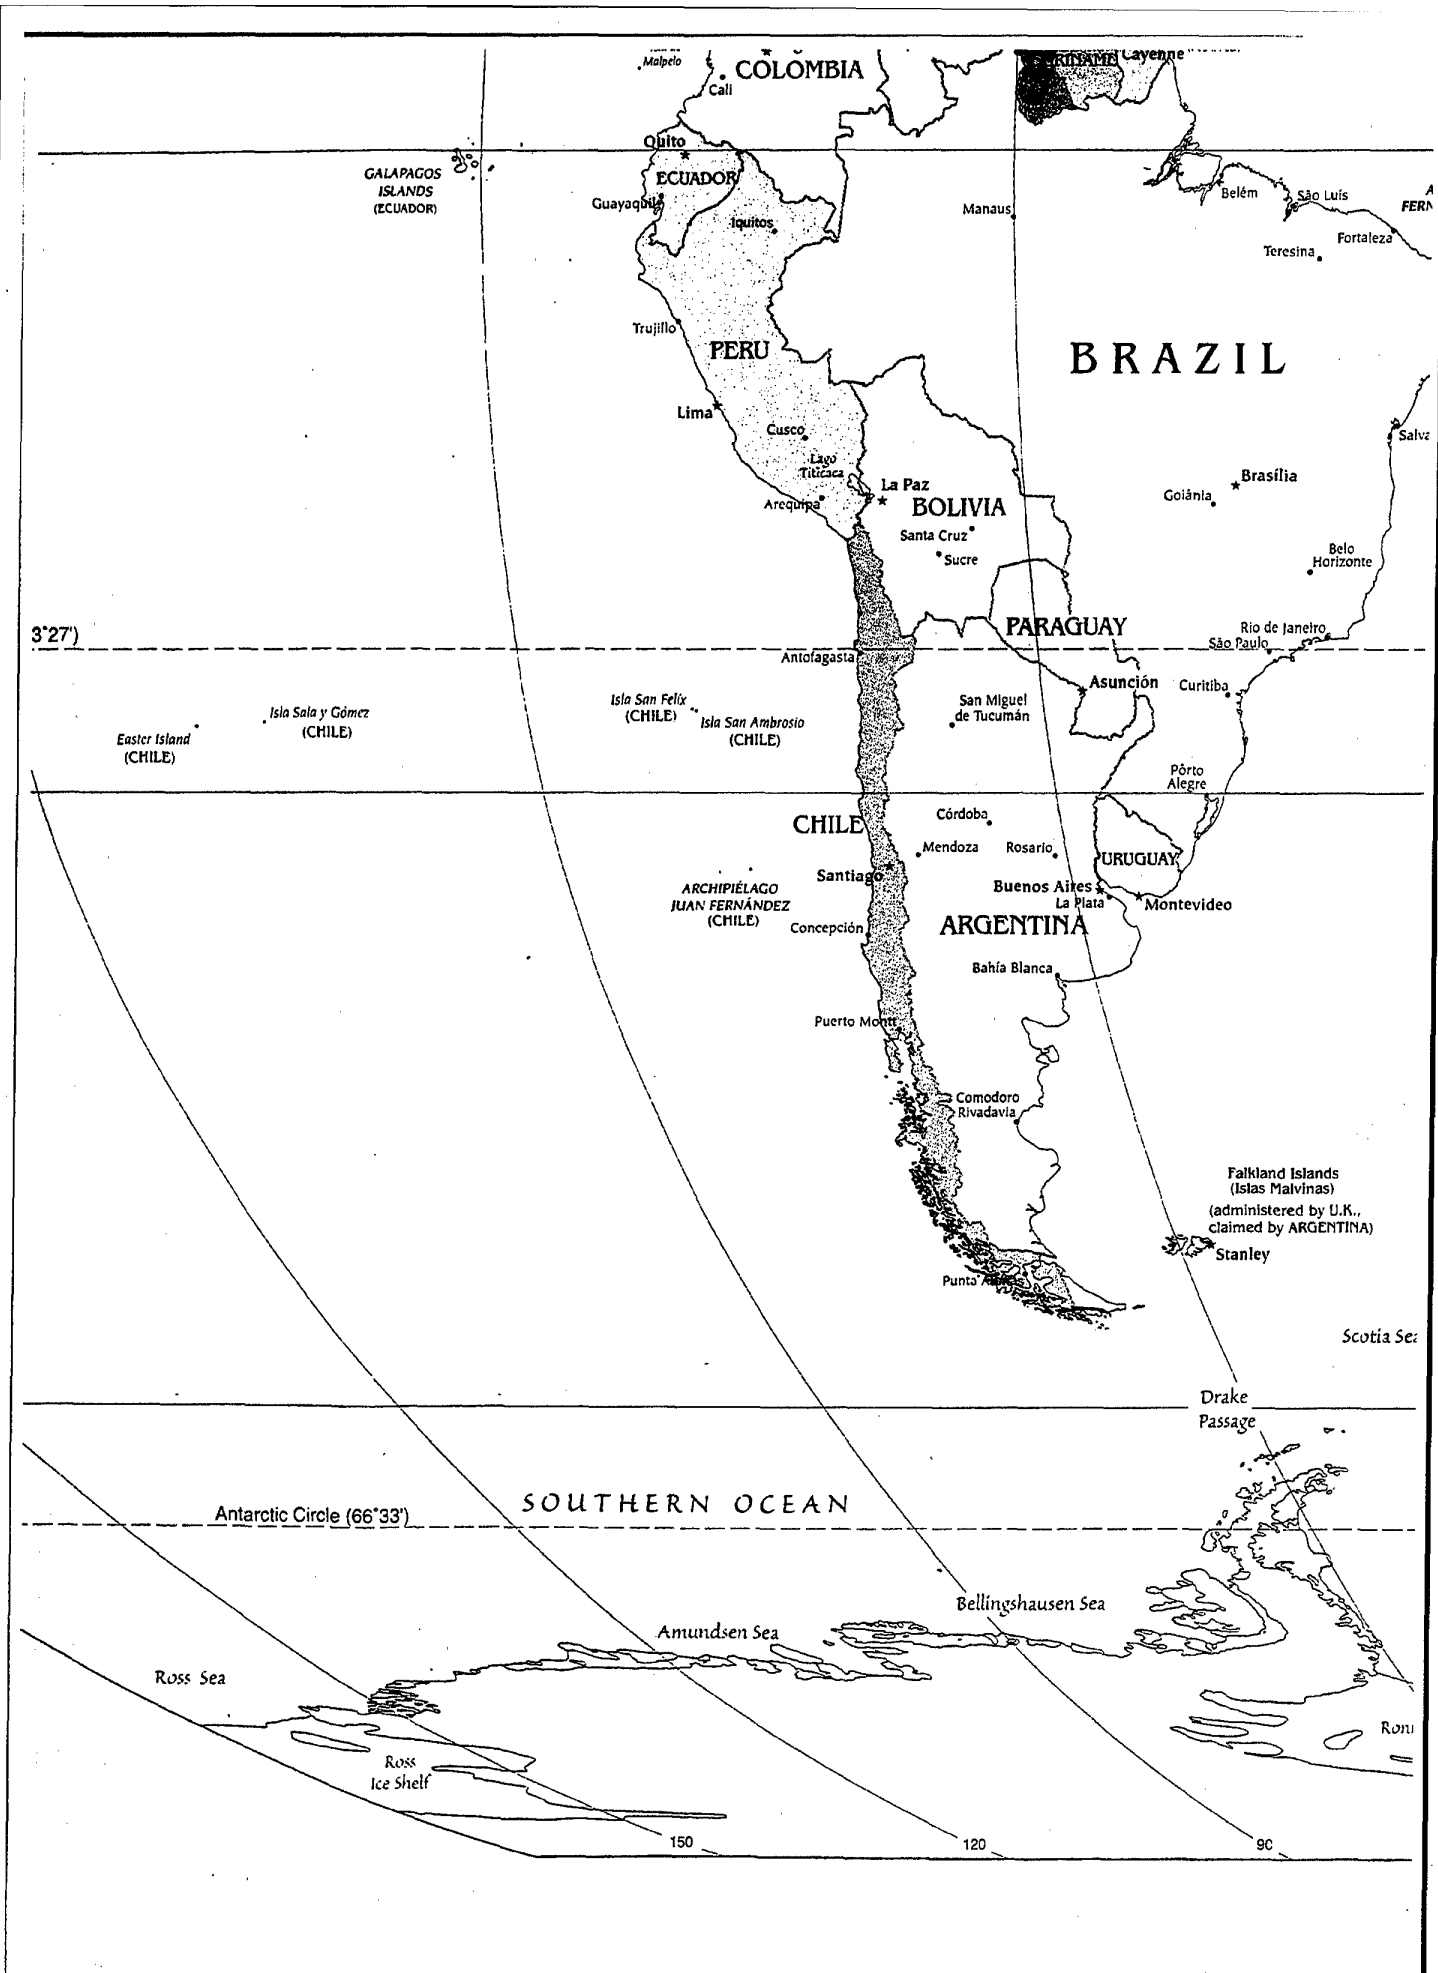 Malpelo
COLOMBIA
Cali
Cayenne
Quito
ECUADOR
GALAPAGOS
ISLANDS
(ECUADOR)
Guayaquil
Iquitos
Manaus
Belém
São Luís
FERN
Fortaleza
Teresina
Trujillo
PERU
BRAZIL
Lima
Cusco
Lago
Titicaca
Arequipa
La Paz
BOLIVIA
Santa Cruz
Sucre
Salva
Brasília
Goiânia
Belo
Horizonte
3°27')
PARAGUAY
Rio de Janeiro
São Paulo
Antofagasta
Asunción
Curitiba
Isla San Felix
(CHILE)
Isla San Ambrosio
(CHILE)
San Miguel
de Tucumán
Isla Sala y Gómez
(CHILE)
Easter Island
(CHILE)
Pôrto
Alegre
CHILE
Córdoba
Mendoza
Rosario
URUGUAY
Santiago
Buenos Aires
La Plata
Montevideo
ARCHIPIÉLAGO
JUAN FERNÁNDEZ
(CHILE)
Concepción
ARGENTINA
Bahía Blanca
Puerto Montt
Comodoro
Rivadavia
Falkland Islands
(Islas Malvinas)
(administered by U.K.,
claimed by ARGENTINA)
Stanley
Punta
Scotia Sea
Drake
Passage
SOUTHERN OCEAN
Antarctic Circle (66°33')
Bellingshausen Sea
Amundsen Sea
Ross Sea
Ronn
Ross
Ice Shelf
150
120
90